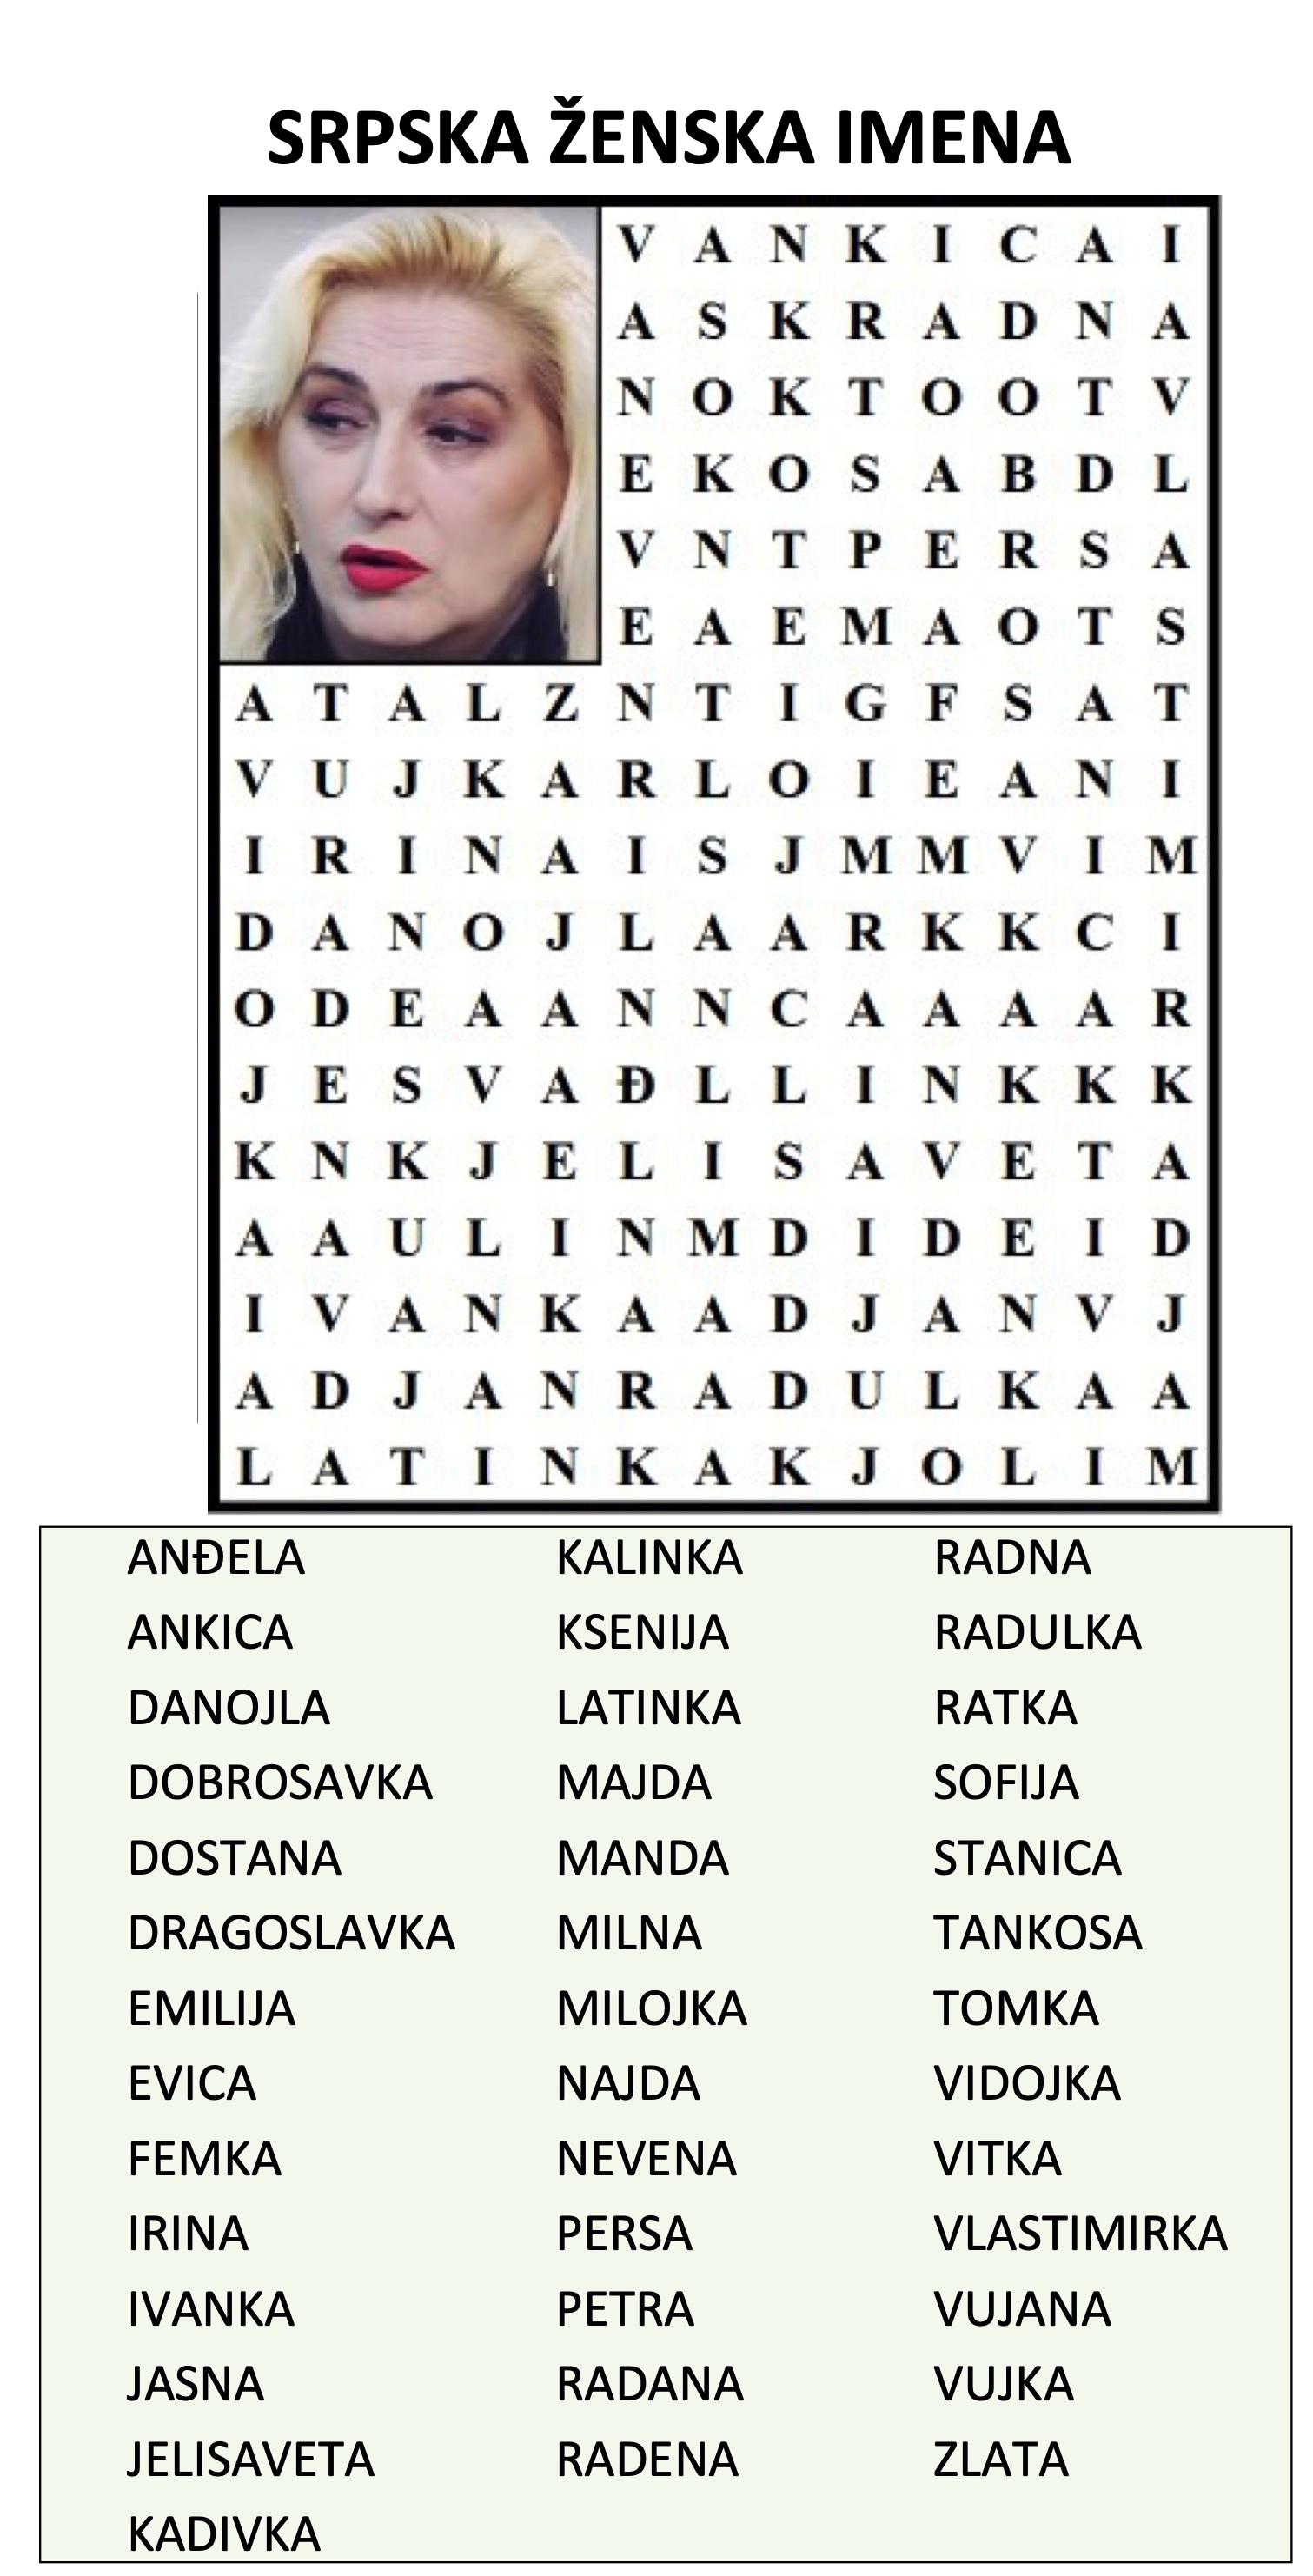 SRPSKA ŽENSKA IMENA
V A N K I C A I
A S K R A D N A
N O K T O O T V
E K O S A B D L
V N T P E R S A
E A E M A O T S
A T A L Z N T I G F S A T
V U J K A R L O I E A N I
I R I N A I S J M M V I M
D A N O J L A A R K K C I
O D E A A N N C A A A A R
J E S V A Đ L L I N K K K
K N K J E L I S A V E T A
A A U L I N M D I D E I D
I V A N K A A D J A N V J
A D J A N R A D U L K A A
L A T I N K A K J O L I M
ANĐELA KALINKA RADNA
ANKICA KSENIJA RADULKA
DANOJLA LATINKA RATKA
DOBROSAVKA MAJDA SOFIJA
DOSTANA MANDA STANICA
DRAGOSLAVKA MILNA TANKOSA
EMILIJA MILOJKA TOMKA
EVICA NAJDA VIDOJKA
FEMKA NEVENA VITKA
IRINA PERSA VLASTIMIRKA
IVANKA PETRA VUJANA
JASNA RADANA VUJKA
JELISAVETA RADENA ZLATA
KADIVKA